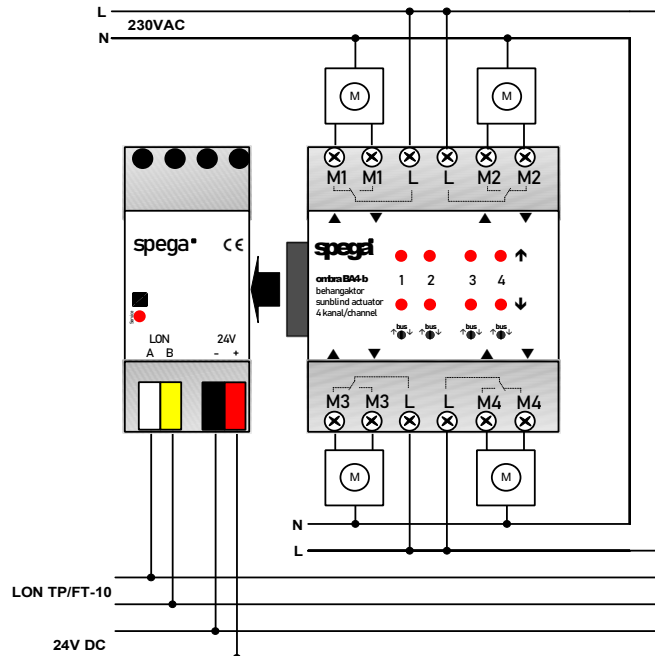 L
230VAC
N
M M
M1 M1 L L M2 M2
spega CE
Service
LON 24V
A B - +
spega
ombra BA4-b
behangaktor
sunblind actuator
4 kanal/channel
1 2 3 4
bus bus bus bus
M3 M3 L L M4 M4
M M
N
L
LON TP/FT-10
24V DC